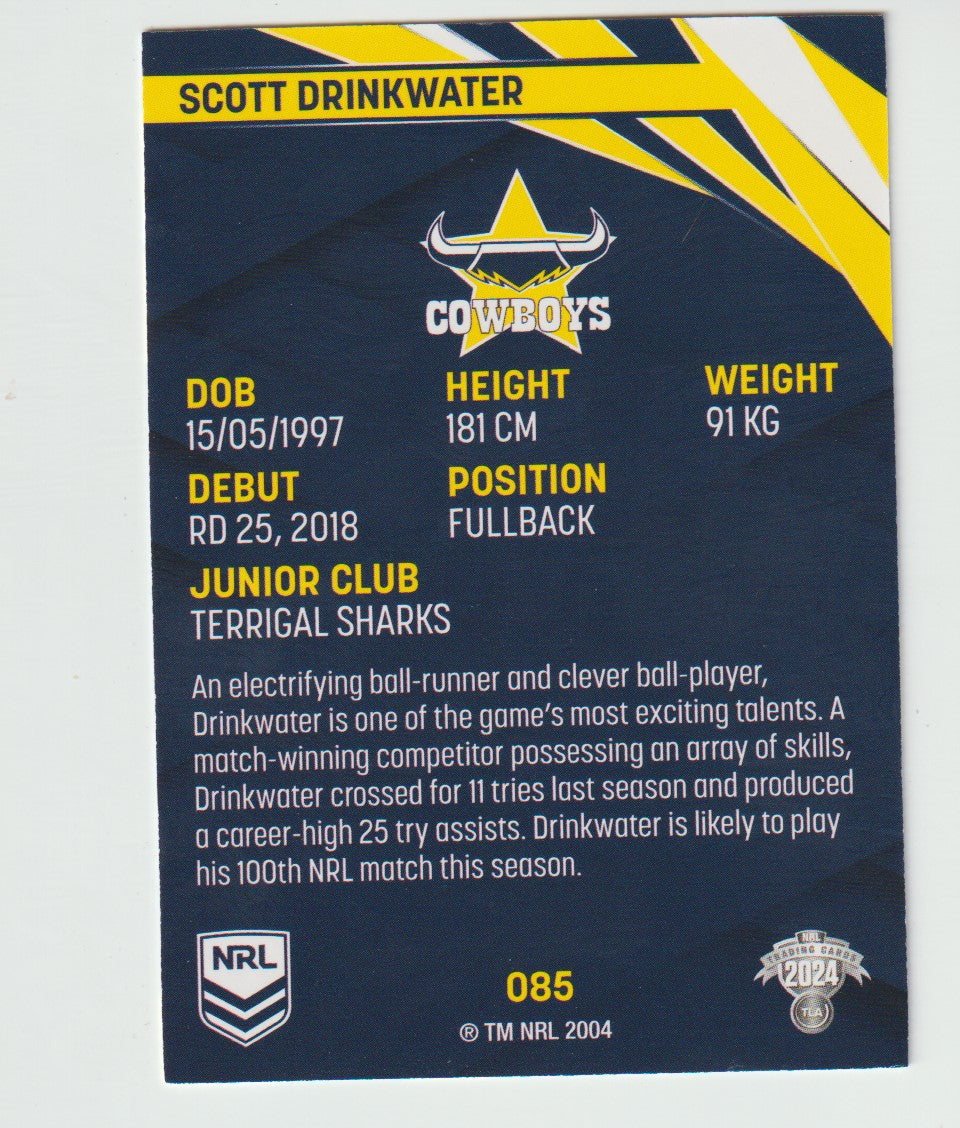 SCOTT DRINKWATER
COWBOYS
DOB
15/05/1997
HEIGHT
181 CM
WEIGHT
91 KG
DEBUT
RD 25, 2018
POSITION
FULLBACK
JUNIOR CLUB
TERRIGAL SHARKS
An electrifying ball-runner and clever ball-player,
Drinkwater is one of the game's most exciting talents. A
match-winning competitor possessing an array of skills,
Drinkwater crossed for 11 tries last season and produced
a career-high 25 try assists. Drinkwater is likely to play
his 100th NRL match this season.
NRL
085
® TM NRL 2004
NRL
TRADING CARDS
2024
TLA